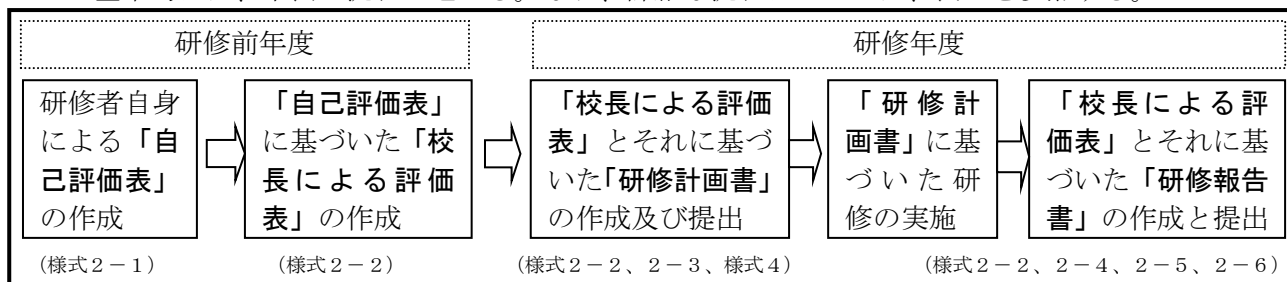 研修前年度
研修年度
研修者自身
による「自
己評価表」
の作成
「自己評価表」
に基づいた「校
長による評価
表」の作成
「校長による評価
表」とそれに基づ
いた「研修計画書」
の作成及び提出
「研修計
画書」に基
づいた研
修の実施
「校長による評
価表」とそれに基
づいた「研修報告
書」の作成と提出
(様式2-1)
(様式2-2)
(様式2-2、2-3、様式4)
(様式2-2、2-4、2-5、2-6)